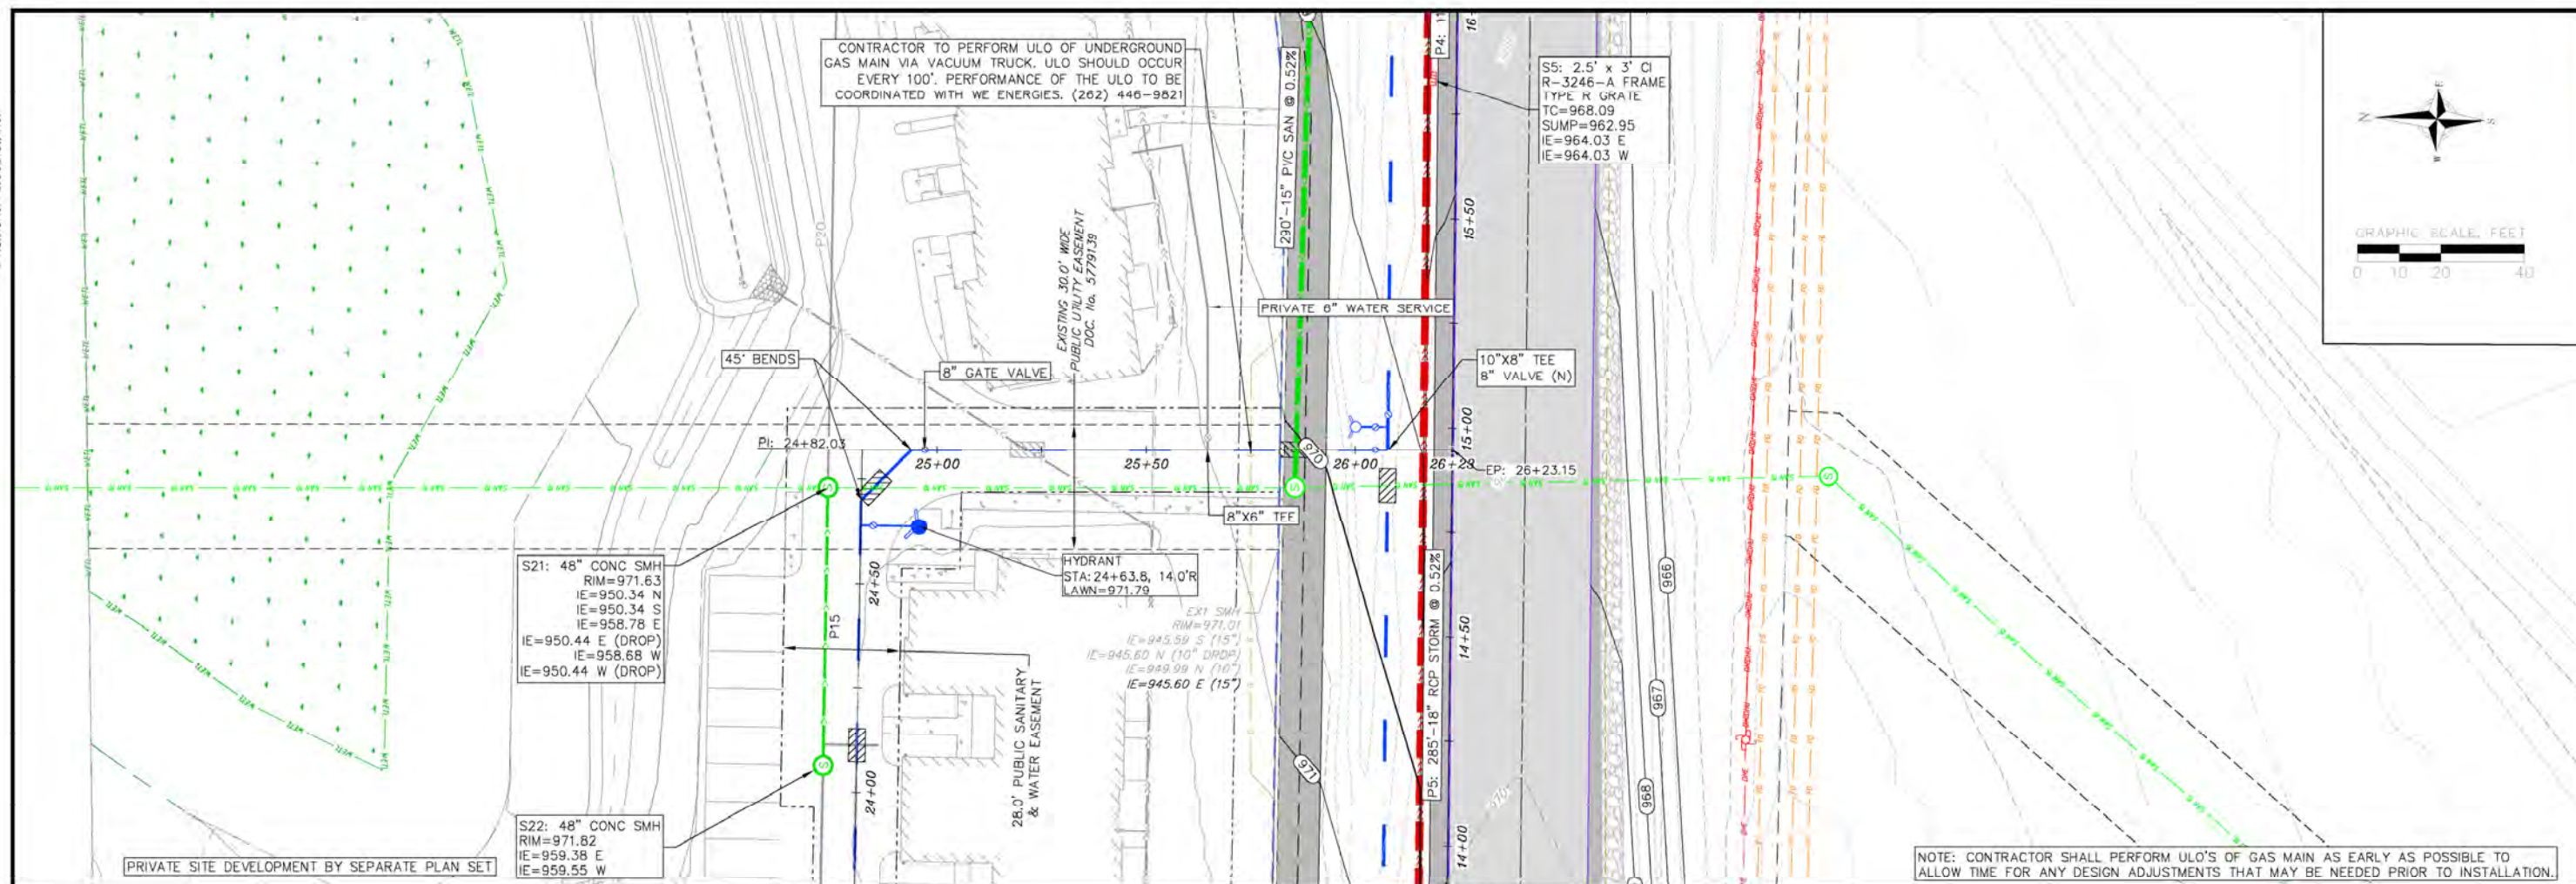 CONTRACTOR TO PERFORM ULO OF UNDERGROUND
GAS MAIN VIA VACUUM TRUCK. ULO SHOULD OCCUR
EVERY 100'. PERFORMANCE OF THE ULO TO BE
COORDINATED WITH WE ENERGIES. (262) 446-9821
290'-15" PVC SAN @ 0.52%
P4:
16+
S5: 2.5' x 3' CI
R-3246-A FRAME
TYPE R GRATE
TC=968.09
SUMP=962.95
IE=964.03 E
IE=964.03 W
N
E
S
W
GRAPHIC SCALE, FEET
0 10 20 40
P20
EXISTING 30.0' WIDE
PUBLIC UTILITY EASEMENT
DOC. No. 5779139
15+50
PRIVATE 6" WATER SERVICE
45° BENDS
8" GATE VALVE
10"X8" TEE
8" VALVE (N)
PI: 24+82.03
25+00
25+50
970
26+00
26+23
15+00
EP: 26+23.15
S
S
S
8"X6" TEE
S21: 48" CONC SMH
RIM=971.63
IE=950.34 N
IE=950.34 S
IE=958.78 E
IE=950.44 E (DROP)
IE=958.68 W
IE=950.44 W (DROP)
24+50
HYDRANT
STA:24+63.8, 14.0'R
LAWN=971.79
P15
EX1 SMH
RIM=971.01
IE=945.59 S (15")
IE=945.60 N (10" DROP)
IE=949.99 N (10")
IE=945.60 E (15")
28.0' PUBLIC SANITARY
& WATER EASEMENT
P5: 285'-18" RCP STORM @ 0.52%
14+50
966
967
968
971
970
S
24+00
14+00
S22: 48" CONC SMH
RIM=971.82
IE=959.38 E
IE=959.55 W
PRIVATE SITE DEVELOPMENT BY SEPARATE PLAN SET
NOTE: CONTRACTOR SHALL PERFORM ULO'S OF GAS MAIN AS EARLY AS POSSIBLE TO
ALLOW TIME FOR ANY DESIGN ADJUSTMENTS THAT MAY BE NEEDED PRIOR TO INSTALLATION.